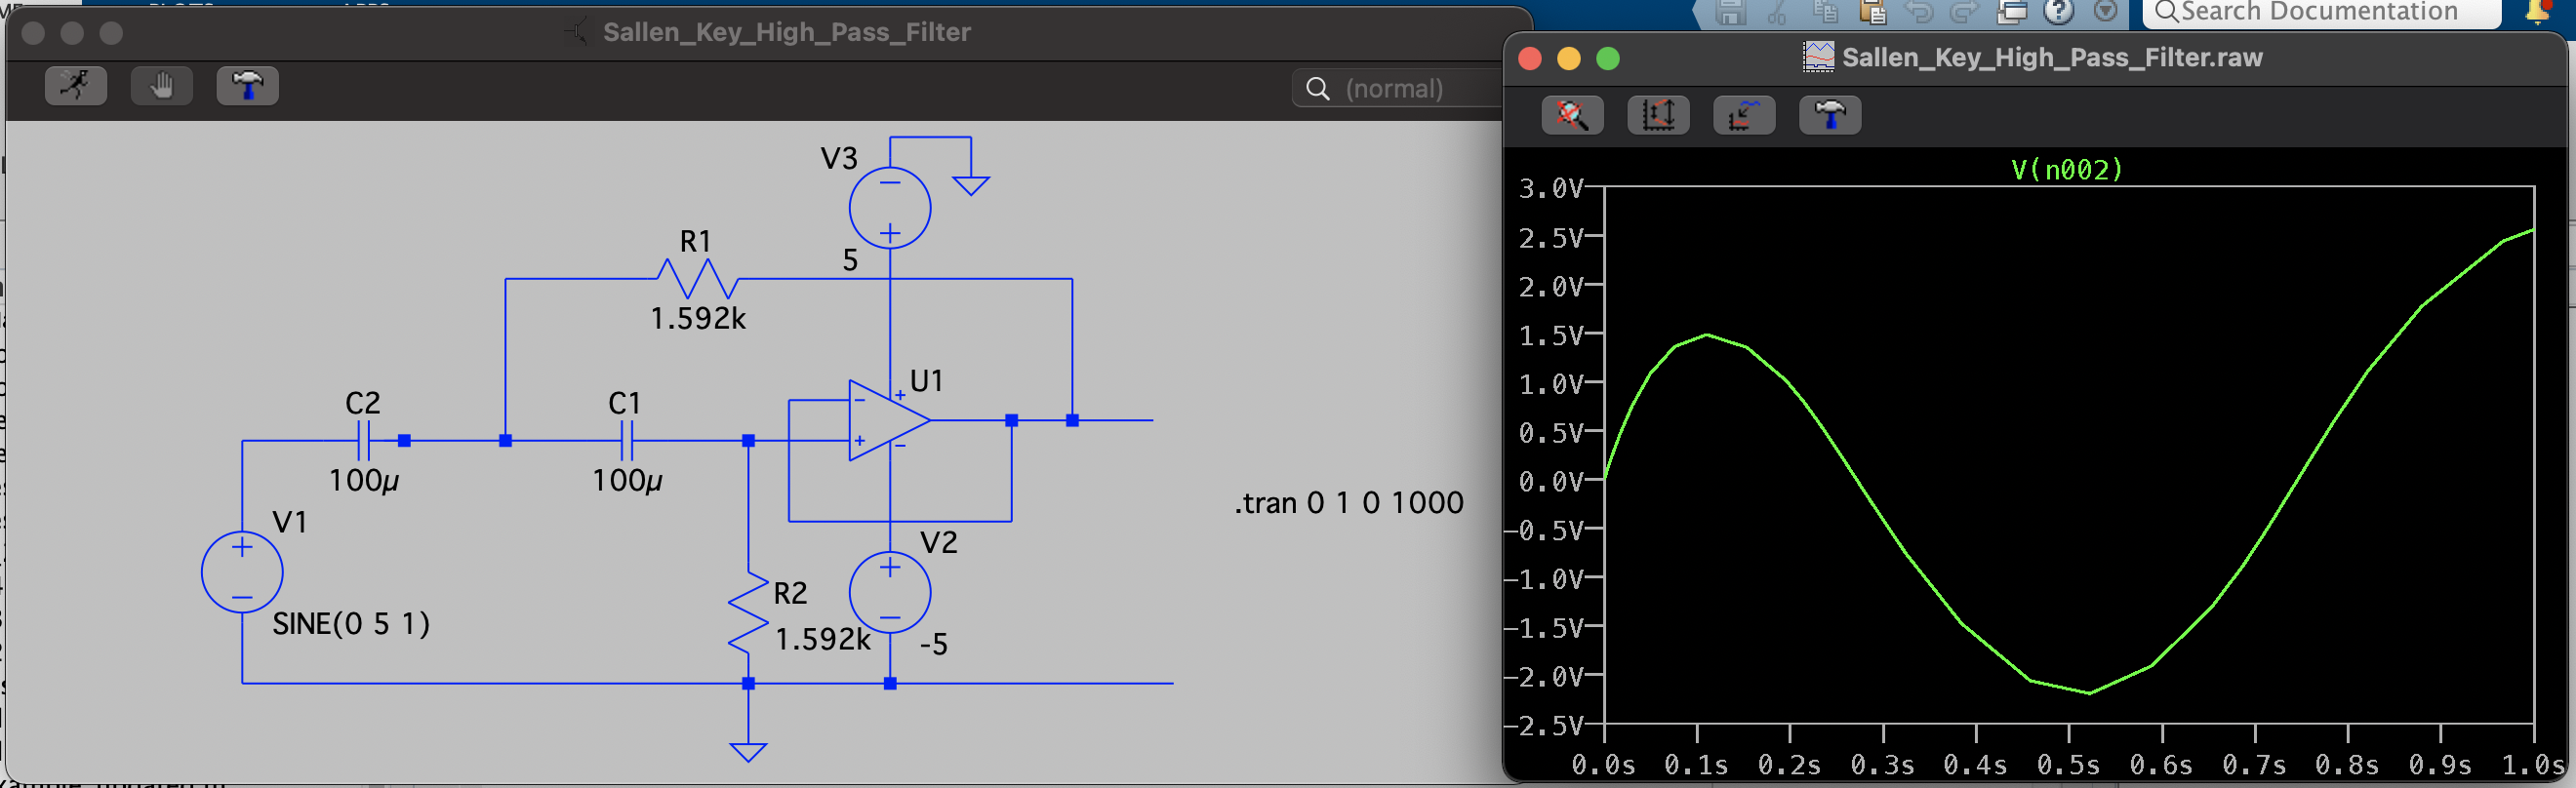 Search Documentation
Sallen_Key_High_Pass_Filter
(normal)
V3
5
R1
1.592k
U1
C2
100µ
C1
100µ
V1
SINE(0 5 1)
R2
1.592k
V2
-5
.tran 0 1 0 1000
Sallen_Key_High_Pass_Filter.raw
V(n002)
3.0V
2.5V
2.0V
1.5V
1.0V
0.5V
0.0V
-0.5V
-1.0V
-1.5V
-2.0V
-2.5V
0.0s 0.1s 0.2s 0.3s 0.4s 0.5s 0.6s 0.7s 0.8s 0.9s 1.0s